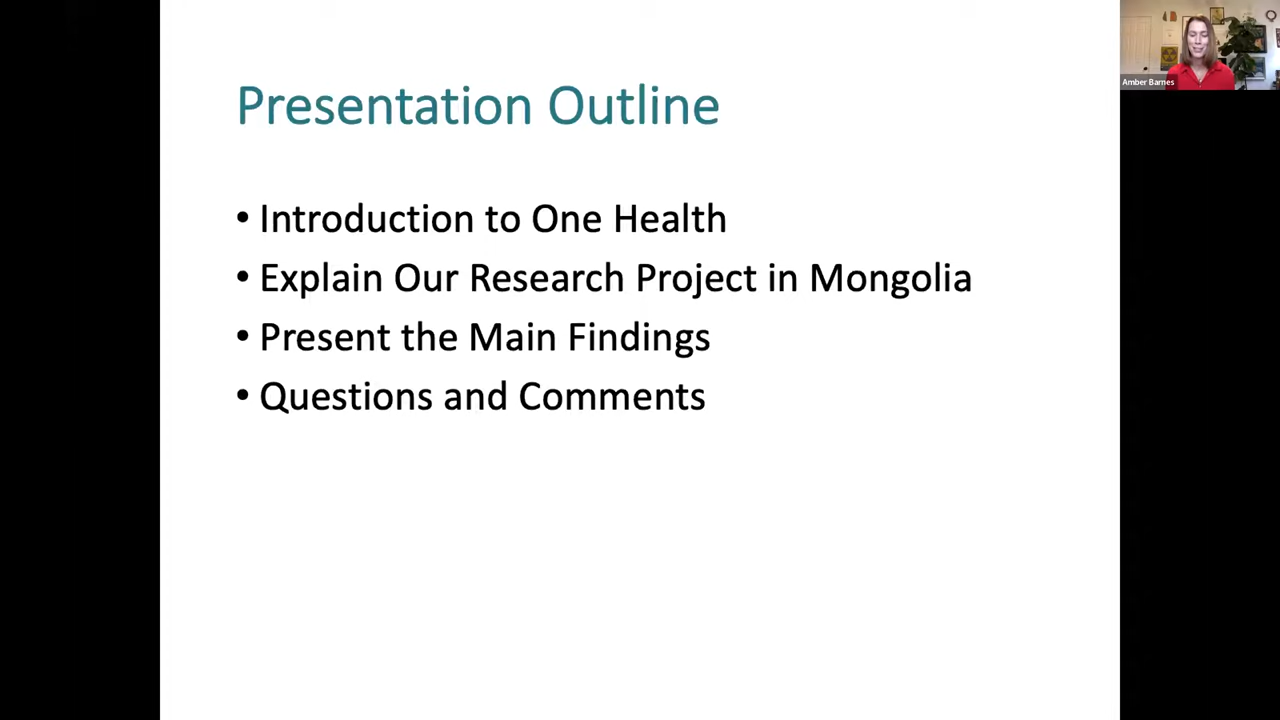 Presentation Outline
• Introduction to One Health
• Explain Our Research Project in Mongolia
• Present the Main Findings
• Questions and Comments
Amber Barnes